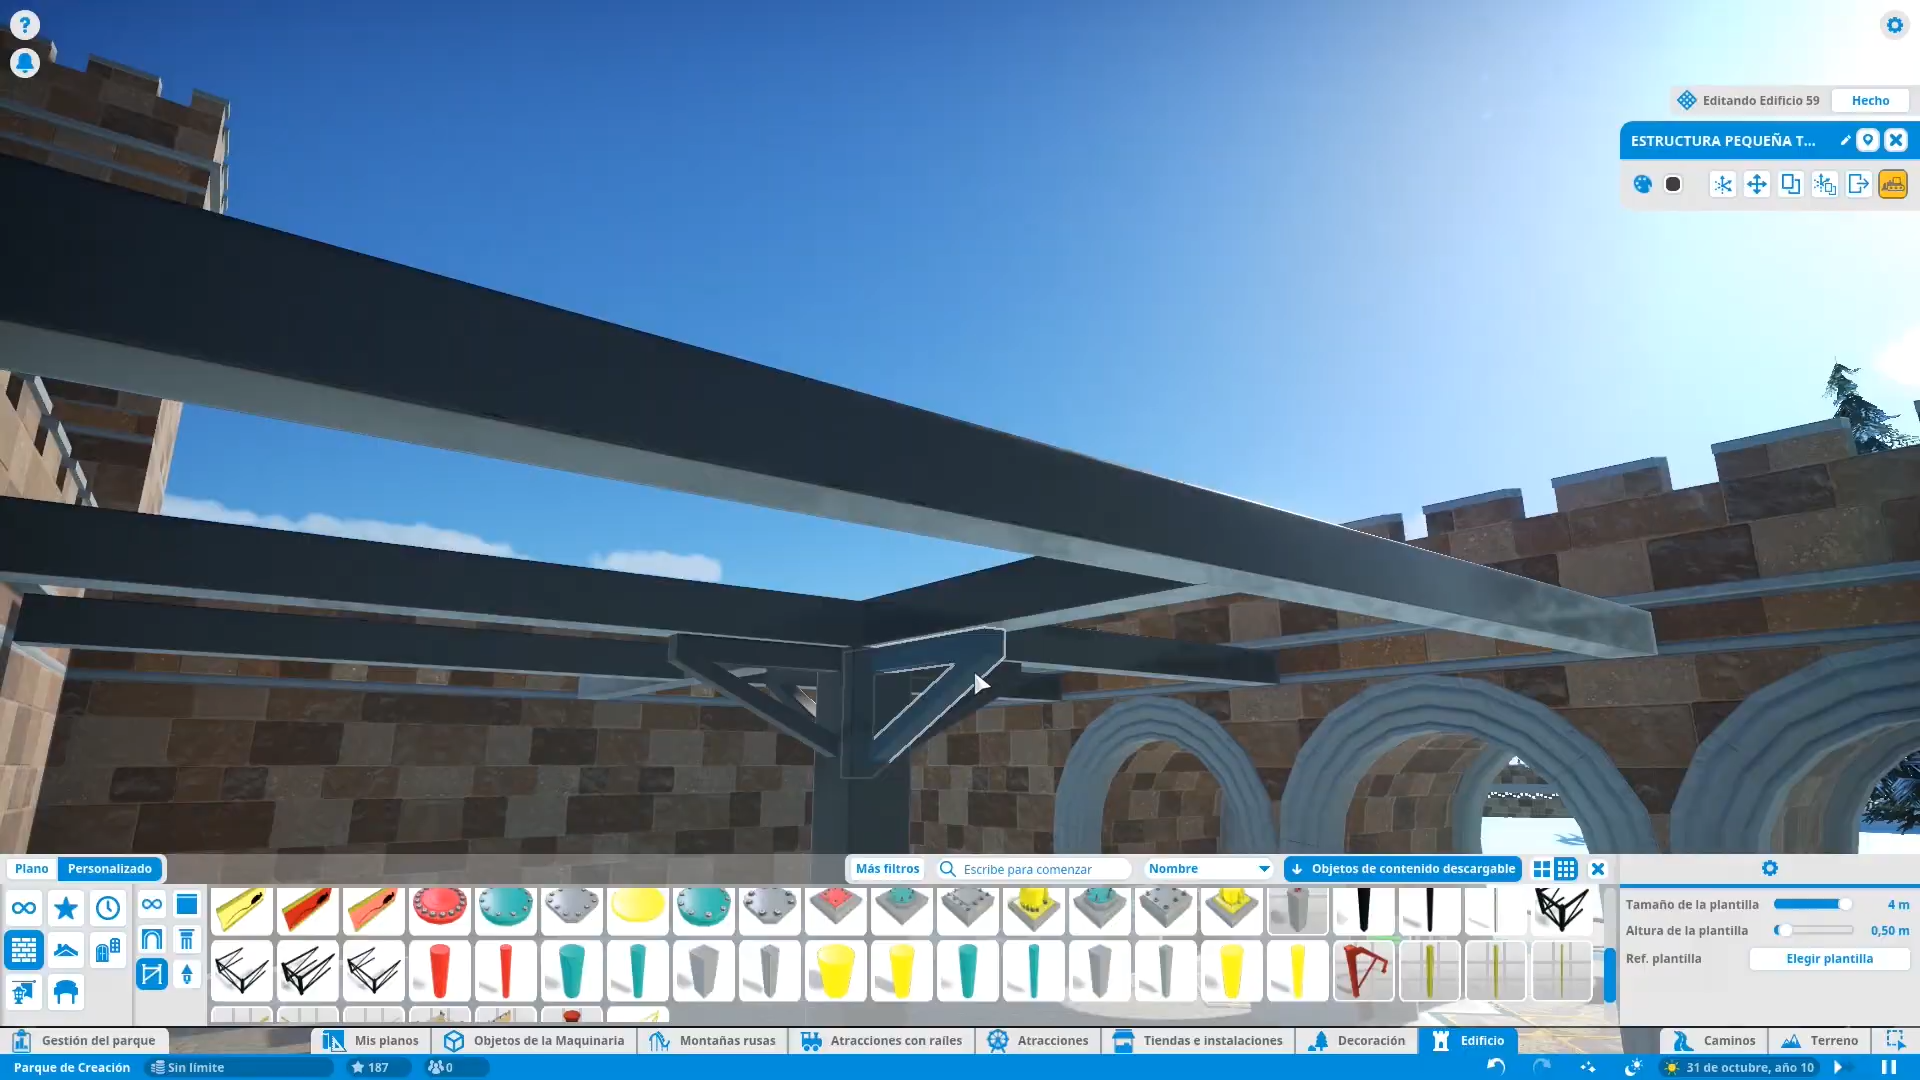 ?
Editando Edificio 59
Hecho
ESTRUCTURA PEQUEÑA T...
Plano
Personalizado
Más filtros
Escribe para comenzar
Nombre
Objetos de contenido descargable
Tamaño de la plantilla
4 m
Altura de la plantilla
0,50 m
Ref. plantilla
Elegir plantilla
Gestión del parque
Mis planos
Objetos de la Maquinaria
Montañas rusas
Atracciones con raíles
Atracciones
Tiendas e instalaciones
Decoración
Edificio
Caminos
Terreno
Parque de Creación
Sin límite
187
0
31 de octubre, año 10